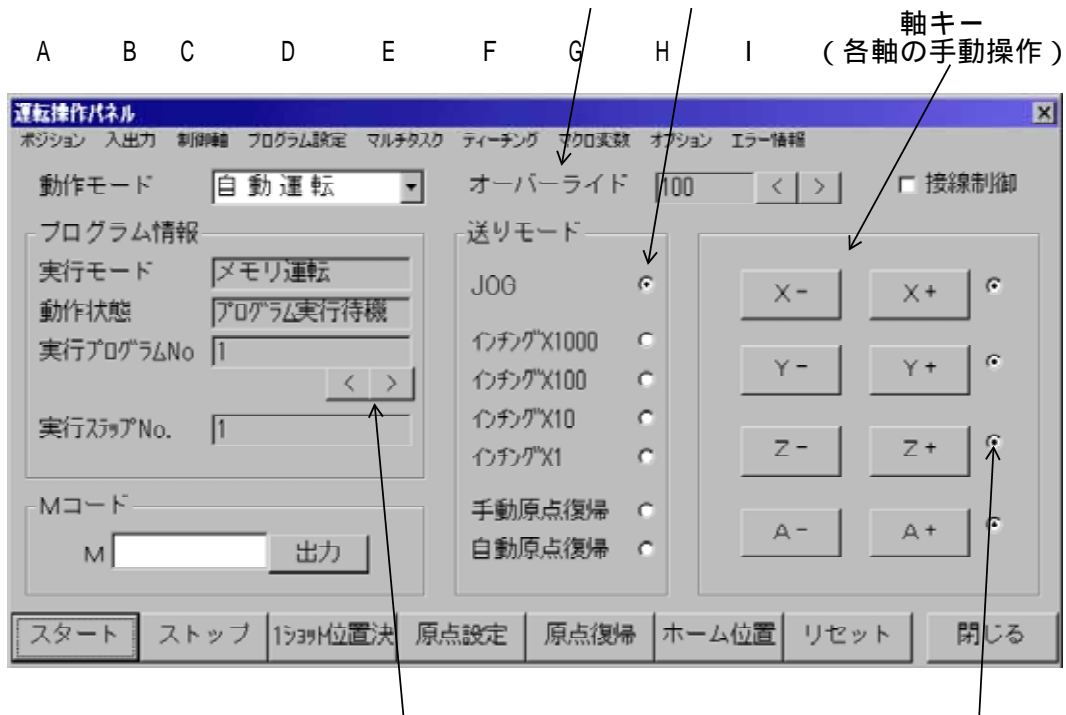 軸キー
A B C D E F G H I (各軸の手動操作)
運転操作パネル
ポジション 入出力 制御軸 プログラム設定 マルチタスク ティーチング マクロ変数 オプション エラー情報
動作モード 自動運転 オーバーライド 100 < > 接線制御
プログラム情報
実行モード メモリ運転
動作状態 プログラム実行待機
実行プログラムNo 1
< >
実行ステップNo. 1
Mコード
M 出力
送りモード
JOG
インチングX1000
インチングX100
インチングX10
インチングX1
手動原点復帰
自動原点復帰
X- X+
Y- Y+
Z- Z+
A- A+
スタート ストップ 1ショット位置決 原点設定 原点復帰 ホーム位置 リセット 閉じる